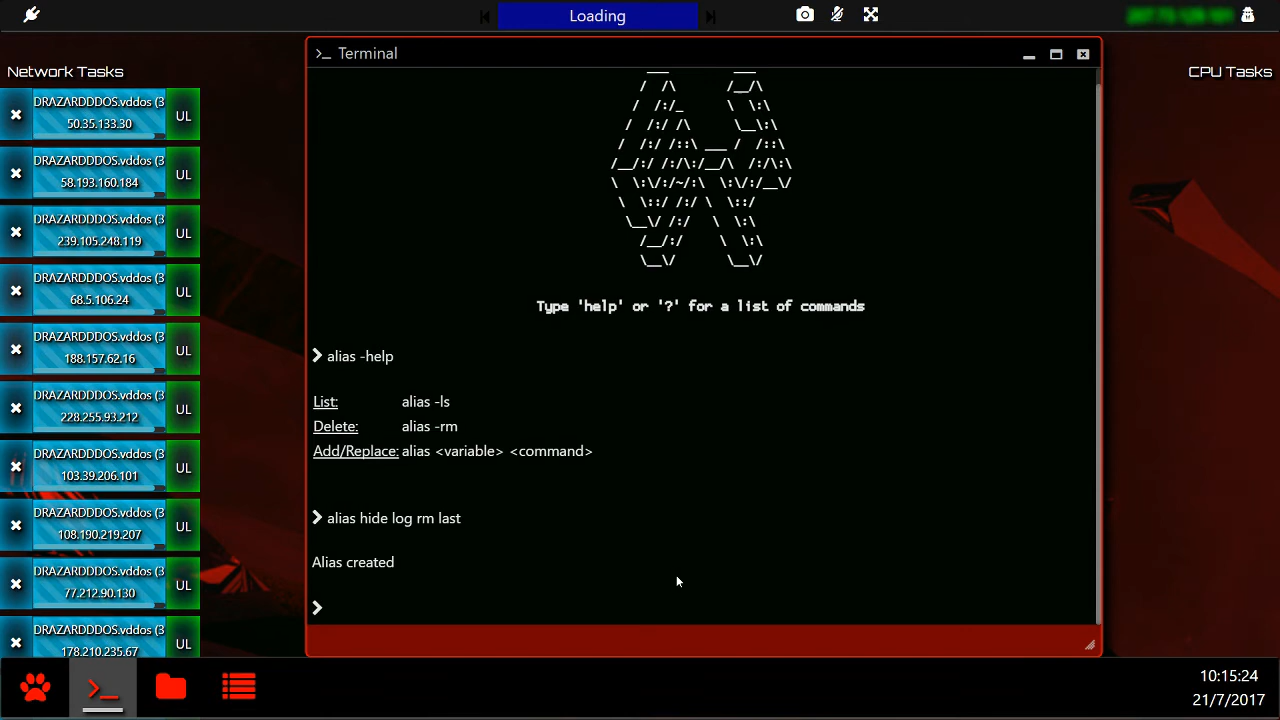 Loading
Network Tasks
CPU Tasks
>_ Terminal
DRAZARDDDOS.vddos (3
50.35.133.30
UL
DRAZARDDDOS.vddos (3
58.193.160.184
UL
DRAZARDDDOS.vddos (3
239.105.248.119
UL
DRAZARDDDOS.vddos (3
68.5.106.24
UL
DRAZARDDDOS.vddos (3
188.157.62.16
UL
DRAZARDDDOS.vddos (3
228.255.93.212
UL
DRAZARDDDOS.vddos (3
103.39.206.101
UL
DRAZARDDDOS.vddos (3
108.190.219.207
UL
DRAZARDDDOS.vddos (3
77.212.90.130
UL
DRAZARDDDOS.vddos (3
178.210.235.67
UL
Type 'help' or '?' for a list of commands
alias -help
List: alias -ls
Delete: alias -rm
Add/Replace: alias <variable> <command>
alias hide log rm last
Alias created
10:15:24
21/7/2017